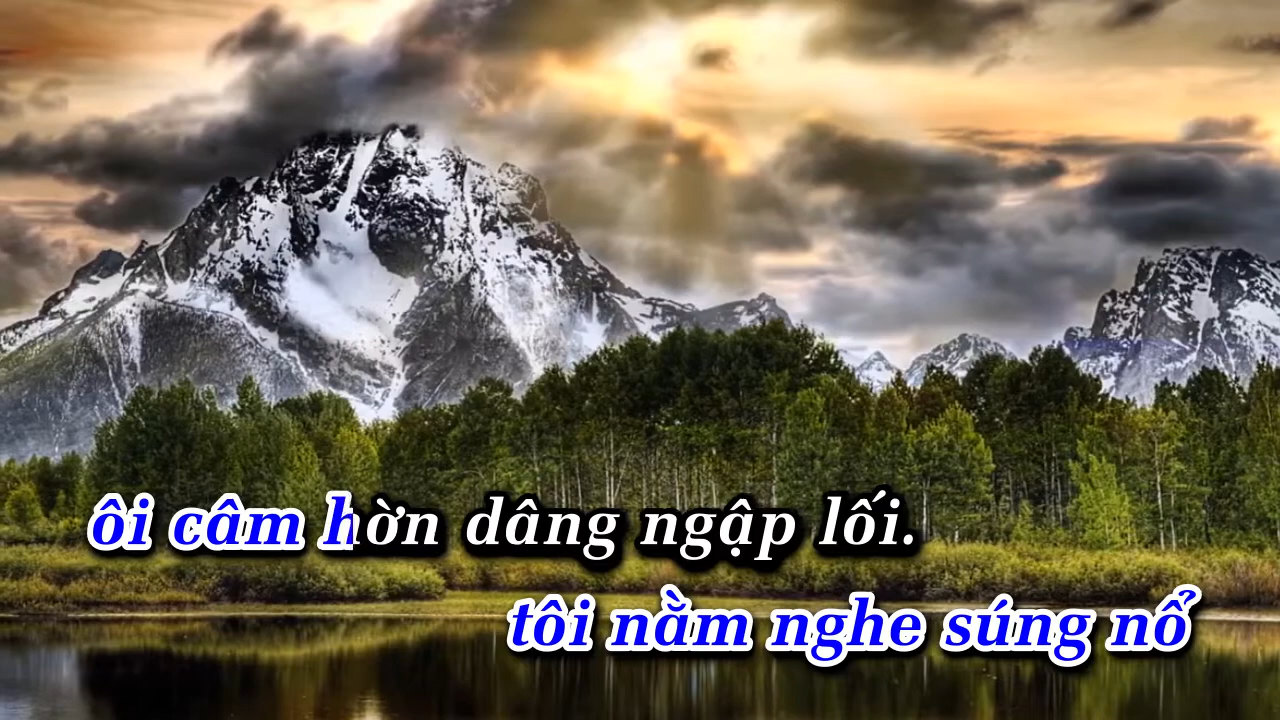 ôi câm hờn dâng ngập lối.
tôi nằm nghe súng nổ